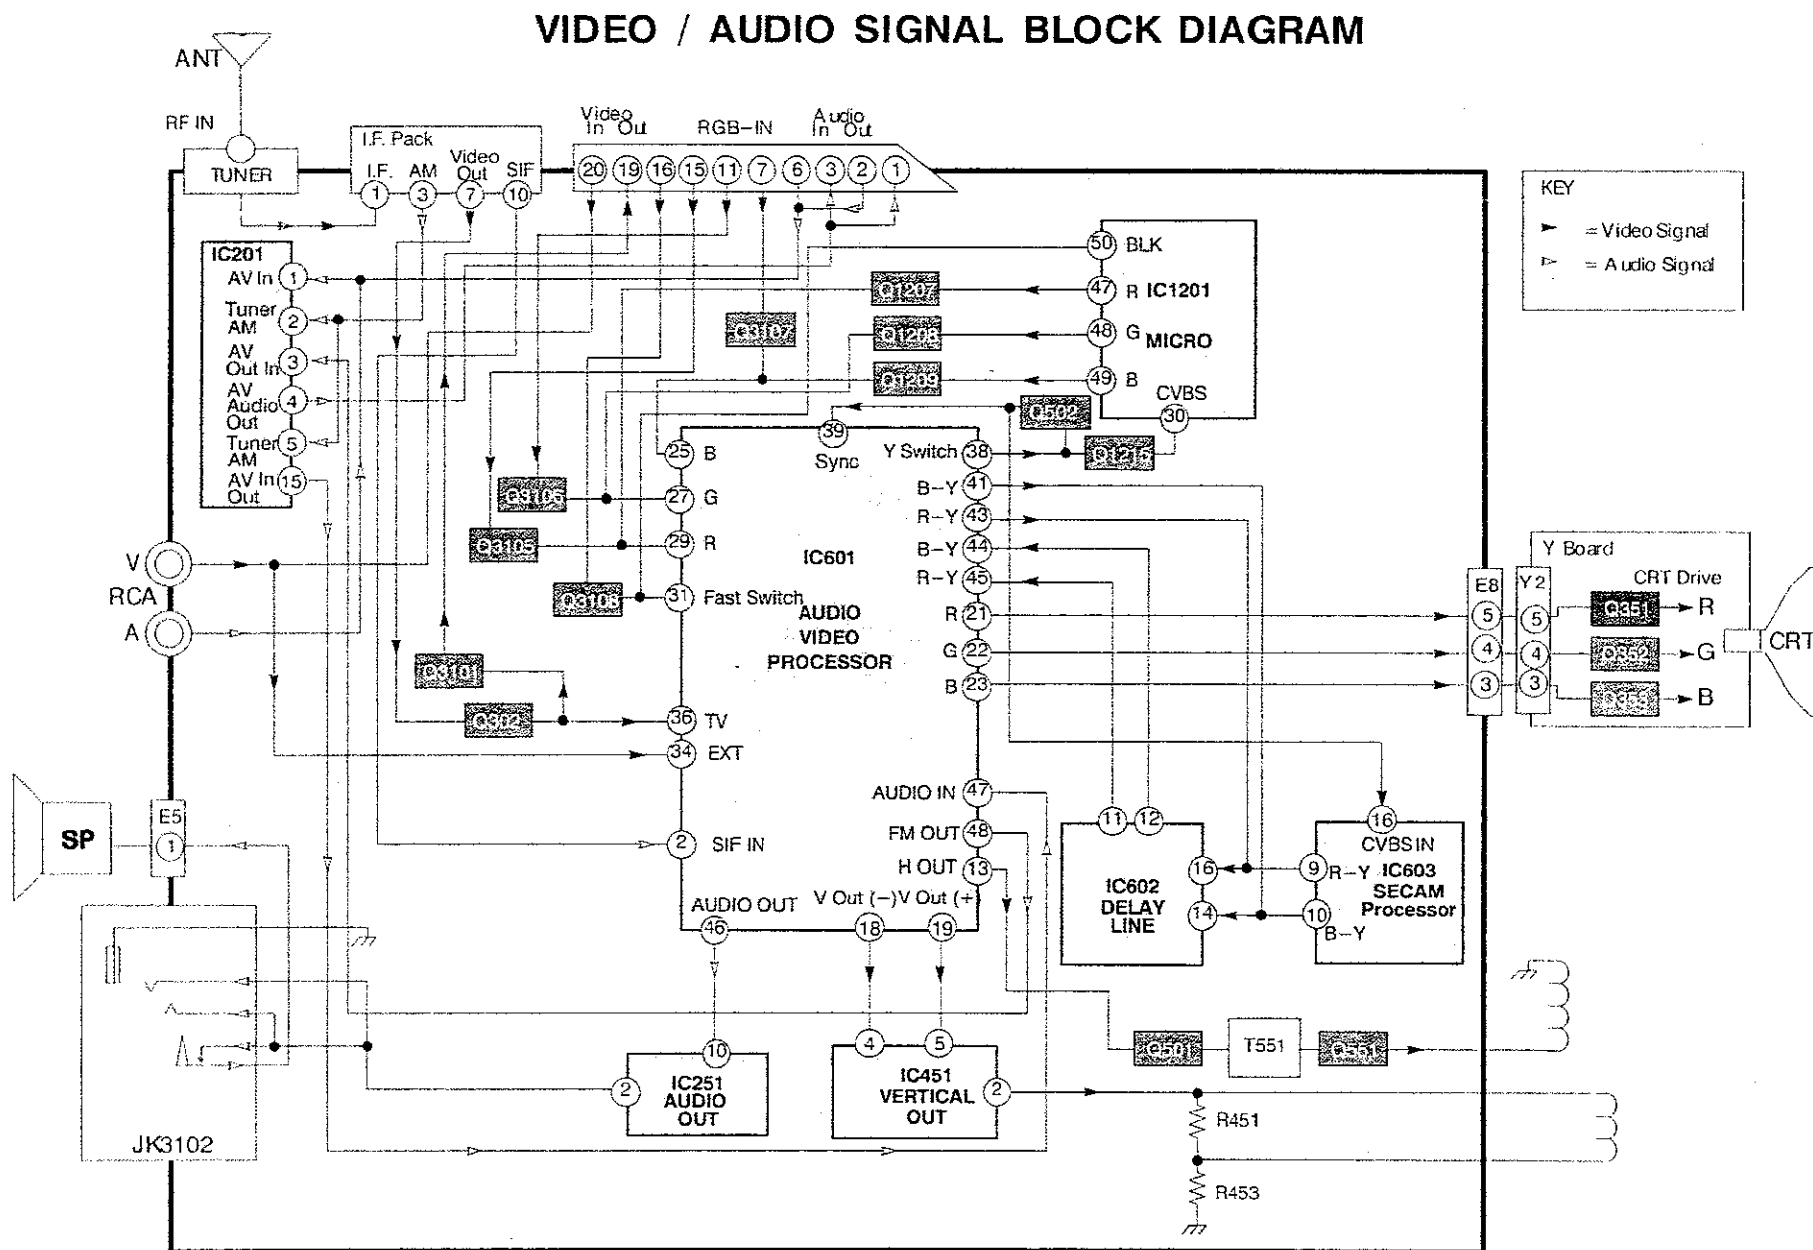 VIDEO / AUDIO SIGNAL BLOCK DIAGRAM
ANT
RF IN
TUNER
I.F. Pack
I.F. AM Video Out SIF
1 3 7 10
Video
In Out
RGB-IN
Audio
In Out
20 19 16 15 11 7 6 3 2 1
KEY
= Video Signal
= Audio Signal
IC201
AV In 1
Tuner AM 2
AV Out In 3
AV Audio Out 4
Tuner AM 5
AV In Out 15
50 BLK
47 R
48 G
49 B
IC1201
MICRO
CVBS
30
Q1207
Q1208
Q1209
Q3107
Q502
Q1215
Q3106
Q3105
Q3108
Q3101
Q302
V
RCA
A
39
Sync
25 B
27 G
29 R
31 Fast Switch
36 TV
34 EXT
2 SIF IN
IC601
AUDIO
VIDEO
PROCESSOR
Y Switch 38
B-Y 41
R-Y 43
B-Y 44
R-Y 45
R 21
G 22
B 23
AUDIO IN 47
FM OUT 48
H OUT 13
AUDIO OUT
46
V Out (-) V Out (+)
18 19
E8
5
4
3
Y2
5
4
3
Y Board
CRT Drive
Q351 R
Q352 G
Q353 B
CRT
SP
E5
1
JK3102
11 12
16
14
IC602
DELAY
LINE
16
CVBS IN
9 R-Y
10 B-Y
IC603
SECAM
Processor
10
2
IC251
AUDIO
OUT
4 5
2
IC451
VERTICAL
OUT
Q501
T551
Q551
R451
R453